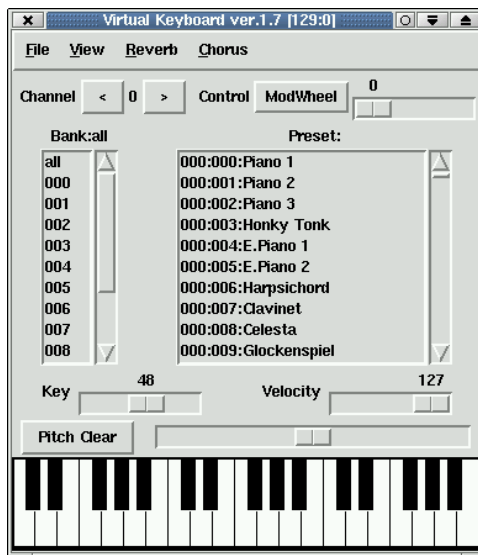 Virtual Keyboard ver.1.7 [129:0]
File View Reverb Chorus
0
Channel < 0 > Control ModWheel
Bank:all Preset:
all 000:000:Piano 1
000 000:001:Piano 2
001 000:002:Piano 3
002 000:003:Honky Tonk
003 000:004:E.Piano 1
004 000:005:E.Piano 2
005 000:006:Harpsichord
006 000:007:Clavinet
007 000:008:Celesta
008 000:009:Glockenspiel
48 127
Key Velocity
Pitch Clear